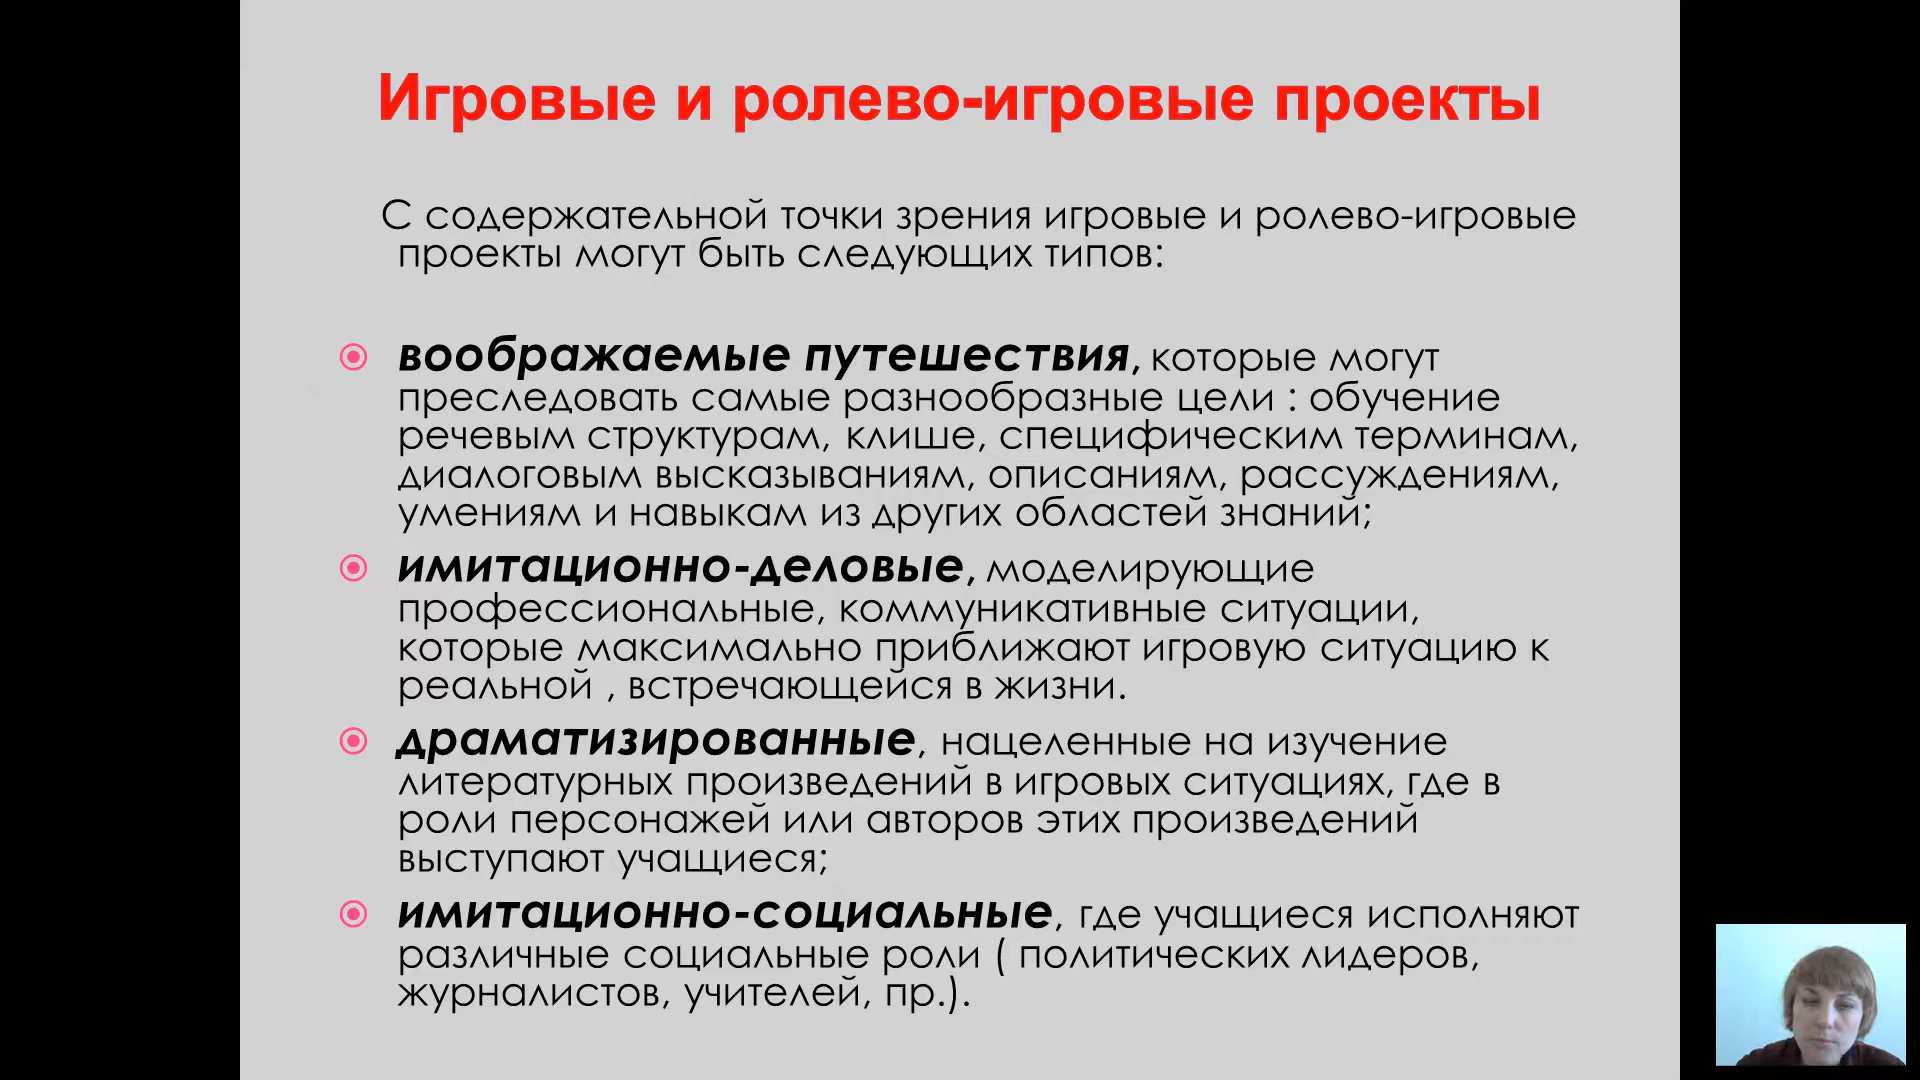 Игровые и ролево-игровые проекты
С содержательной точки зрения игровые и ролево-игровые
проекты могут быть следующих типов:
воображаемые путешествия, которые могут
преследовать самые разнообразные цели : обучение
речевым структурам, клише, специфическим терминам,
диалоговым высказываниям, описаниям, рассуждениям,
умениям и навыкам из других областей знаний;
имитационно-деловые, моделирующие
профессиональные, коммуникативные ситуации,
которые максимально приближают игровую ситуацию к
реальной , встречающейся в жизни.
драматизированные, нацеленные на изучение
литературных произведений в игровых ситуациях, где в
роли персонажей или авторов этих произведений
выступают учащиеся;
имитационно-социальные, где учащиеся исполняют
различные социальные роли ( политических лидеров,
журналистов, учителей, пр.).